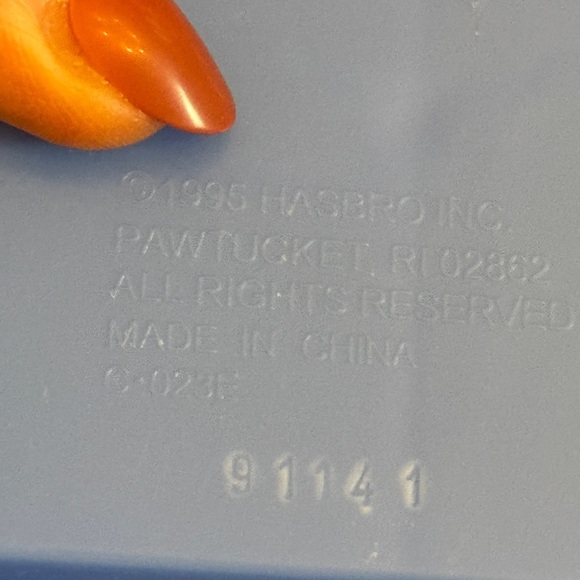 ©1995 HASBRO INC.
PAWTUCKET, RI 02862
ALL RIGHTS RESERVED
MADE IN CHINA
C-023E
91141